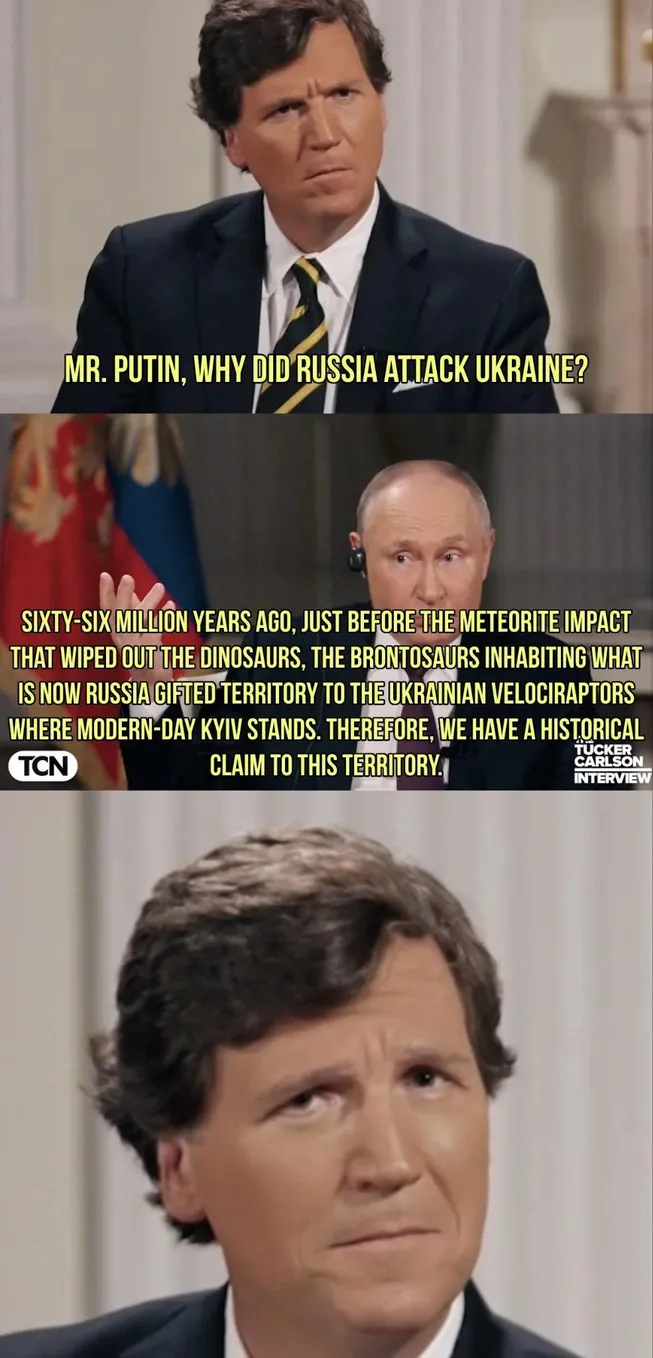 MR. PUTIN, WHY DID RUSSIA ATTACK UKRAINE?
SIXTY-SIX MILLION YEARS AGO, JUST BEFORE THE METEORITE IMPACT
THAT WIPED OUT THE DINOSAURS, THE BRONTOSAURS INHABITING WHAT
IS NOW RUSSIA GIFTED TERRITORY TO THE UKRAINIAN VELOCIRAPTORS
WHERE MODERN-DAY KYIV STANDS. THEREFORE, WE HAVE A HISTORICAL
CLAIM TO THIS TERRITORY.
TCN
TUCKER
CARLSON
INTERVIEW